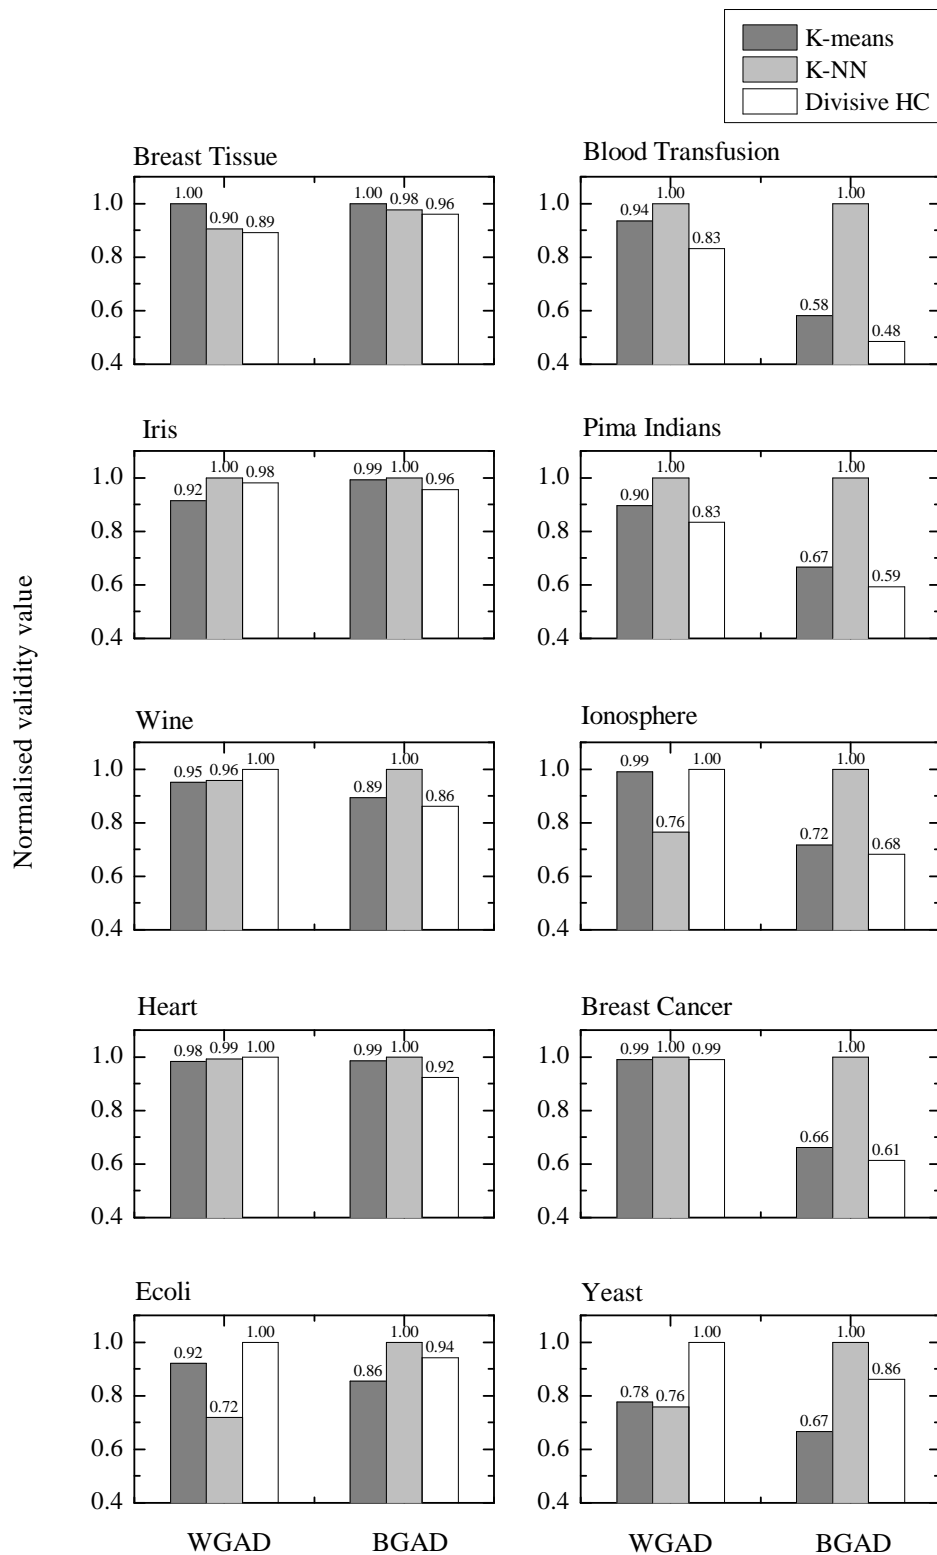 K-means
K-NN
Divisive HC
Normalised validity value
Breast Tissue
1.00 0.90 0.89 1.00 0.98 0.96
1.0
0.8
0.6
0.4
Blood Transfusion
0.94 1.00 0.83 0.58 1.00 0.48
1.0
0.8
0.6
0.4
Iris
0.92 1.00 0.98 0.99 1.00 0.96
1.0
0.8
0.6
0.4
Pima Indians
0.90 1.00 0.83 0.67 1.00 0.59
1.0
0.8
0.6
0.4
Wine
0.95 0.96 1.00 0.89 1.00 0.86
1.0
0.8
0.6
0.4
Ionosphere
0.99 0.76 1.00 0.72 1.00 0.68
1.0
0.8
0.6
0.4
Heart
0.98 0.99 1.00 0.99 1.00 0.92
1.0
0.8
0.6
0.4
Breast Cancer
0.99 1.00 0.99 0.66 1.00 0.61
1.0
0.8
0.6
0.4
Ecoli
0.92 0.72 1.00 0.86 1.00 0.94
1.0
0.8
0.6
0.4
WGAD BGAD
Yeast
0.78 0.76 1.00 0.67 1.00 0.86
1.0
0.8
0.6
0.4
WGAD BGAD